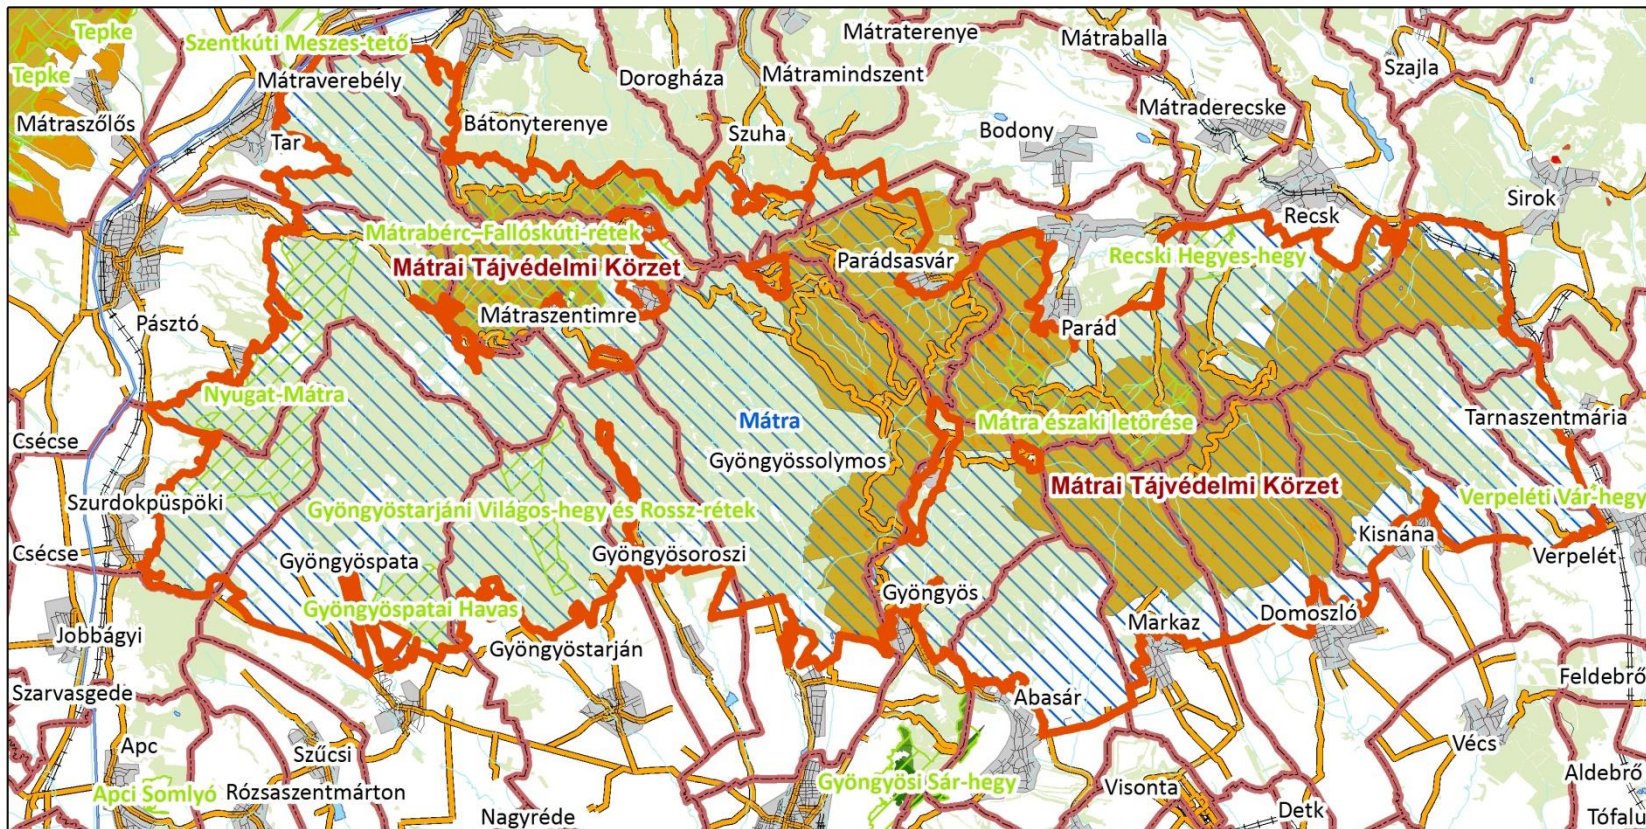 Tepke
Szentkúti Meszes-tető
Mátraterenye
Mátraballa
Szajla
Tepke
Mátraverebély
Dorogháza
Mátramindszent
Mátraderecske
Mátraszőlős
Tar
Bátonyterenye
Szuha
Bodony
Sirok
Recsk
Mátrabérc–Fallóskúti-rétek
Parádsasvár
Recski Hegyes-hegy
Mátrai Tájvédelmi Körzet
Mátraszentimre
Pásztó
Parád
Nyugat-Mátra
Mátra
Mátra északi letörése
Tarnaszentmária
Csécse
Gyöngyössolymos
Mátrai Tájvédelmi Körzet
Verpeléti Vár-hegy
Szurdokpüspöki
Gyöngyöstarjáni Világos-hegy és Rossz-rétek
Kisnána
Csécse
Gyöngyöspata
Gyöngyösoroszi
Verpelét
Gyöngyös
Gyöngyöspatai Havas
Domoszló
Markaz
Jobbágyi
Gyöngyöstarján
Feldebrő
Szarvasgede
Abasár
Apc
Szűcsi
Vécs
Aldebrő
Apci Somlyó
Rózsaszentmárton
Gyöngyösi Sár-hegy
Visonta
Nagyréde
Detk
Tófalu